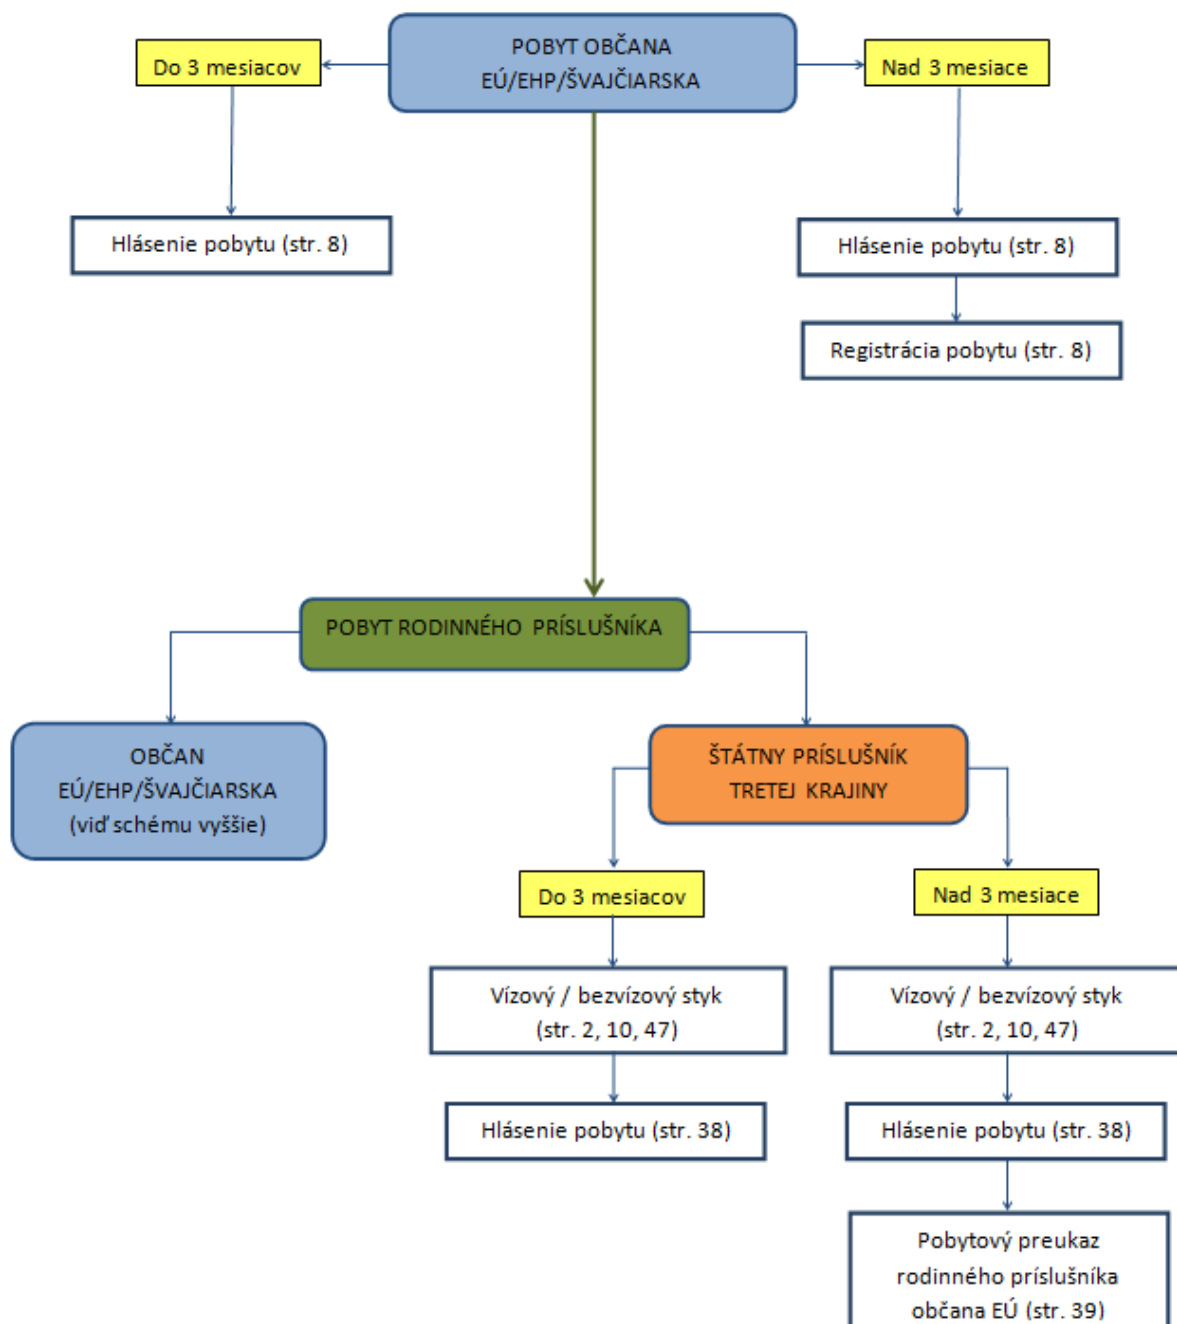 POBYT OBČANA
EÚ/EHP/ŠVAJČIARSKA
Do 3 mesiacov
Nad 3 mesiace
Hlásenie pobytu (str. 8)
Hlásenie pobytu (str. 8)
Registrácia pobytu (str. 8)
POBYT RODINNÉHO PRÍSLUŠNÍKA
OBČAN
EÚ/EHP/ŠVAJČIARSKA
(viď schému vyššie)
ŠTÁTNY PRÍSLUŠNÍK
TRETEJ KRAJINY
Do 3 mesiacov
Nad 3 mesiace
Vízový / bezvízový styk
(str. 2, 10, 47)
Vízový / bezvízový styk
(str. 2, 10, 47)
Hlásenie pobytu (str. 38)
Hlásenie pobytu (str. 38)
Pobytový preukaz
rodinného príslušníka
občana EÚ (str. 39)